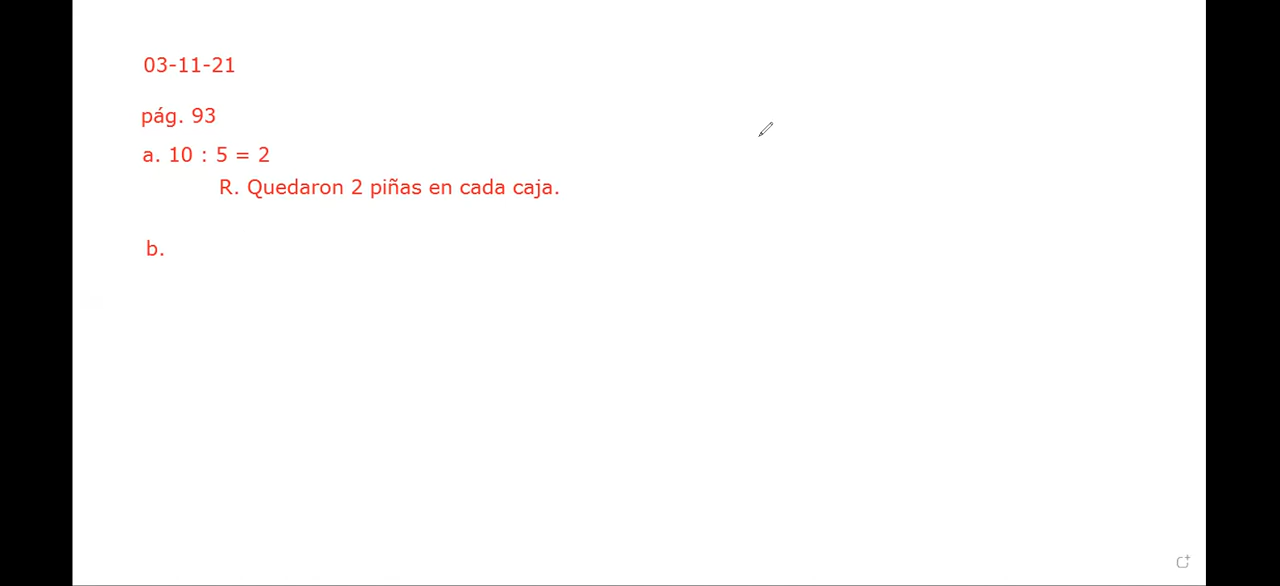 03-11-21
pág. 93
a. 10 : 5 = 2
R. Quedaron 2 piñas en cada caja.
b.